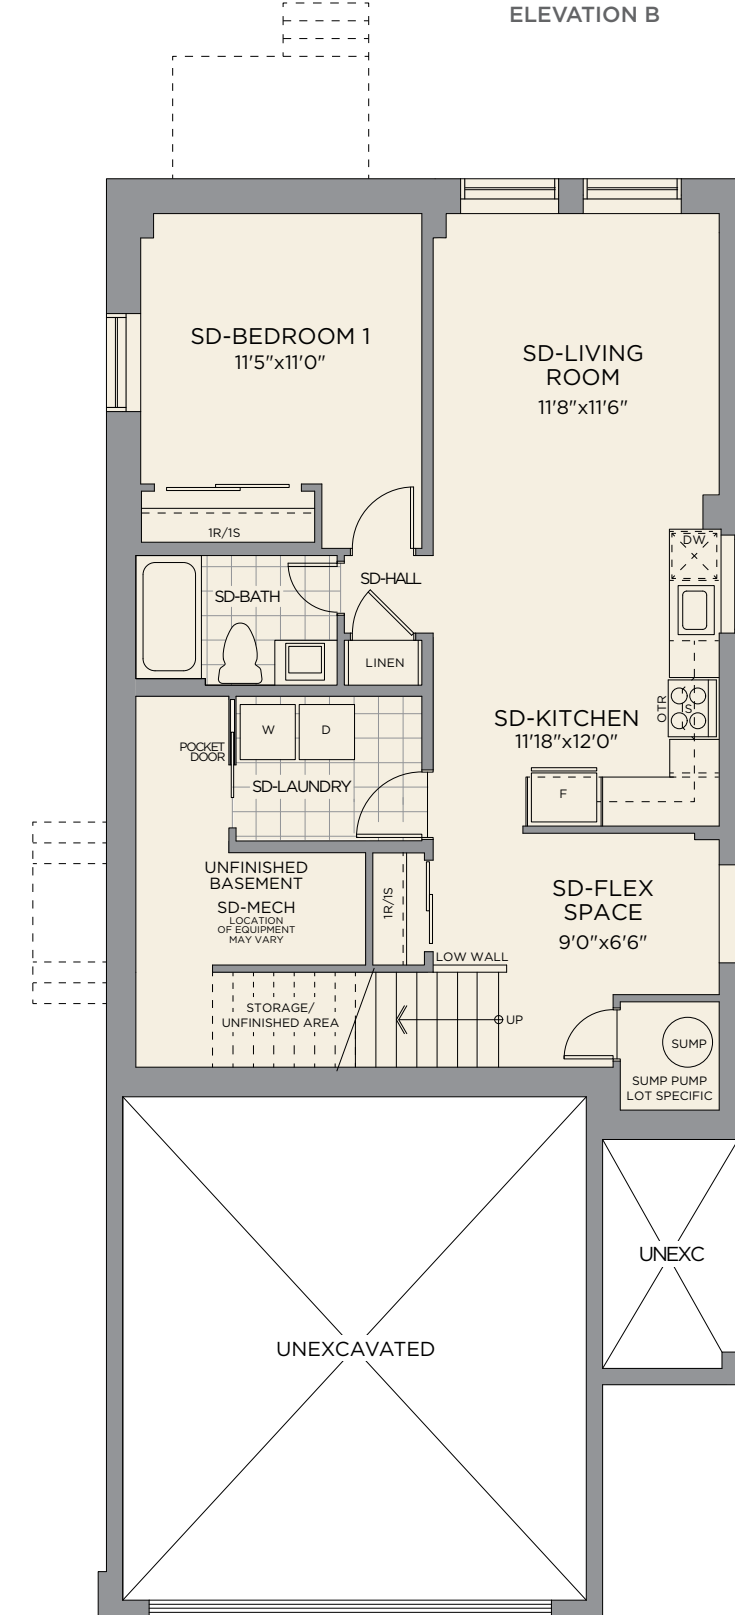 ELEVATION B
SD-BEDROOM 1
11'5"x11'0"
SD-LIVING
ROOM
11'8"x11'6"
1R/1S
DW
SD-HALL
SD-BATH
LINEN
OTR
S
SD-KITCHEN
11'18"x12'0"
W
D
POCKET
DOOR
SD-LAUNDRY
F
UNFINISHED
BASEMENT
SD-MECH
LOCATION
OF EQUIPMENT
MAY VARY
1R/1S
SD-FLEX
SPACE
9'0"x6'6"
LOW WALL
STORAGE/
UNFINISHED AREA
UP
SUMP
SUMP PUMP
LOT SPECIFIC
UNEXC
UNEXCAVATED